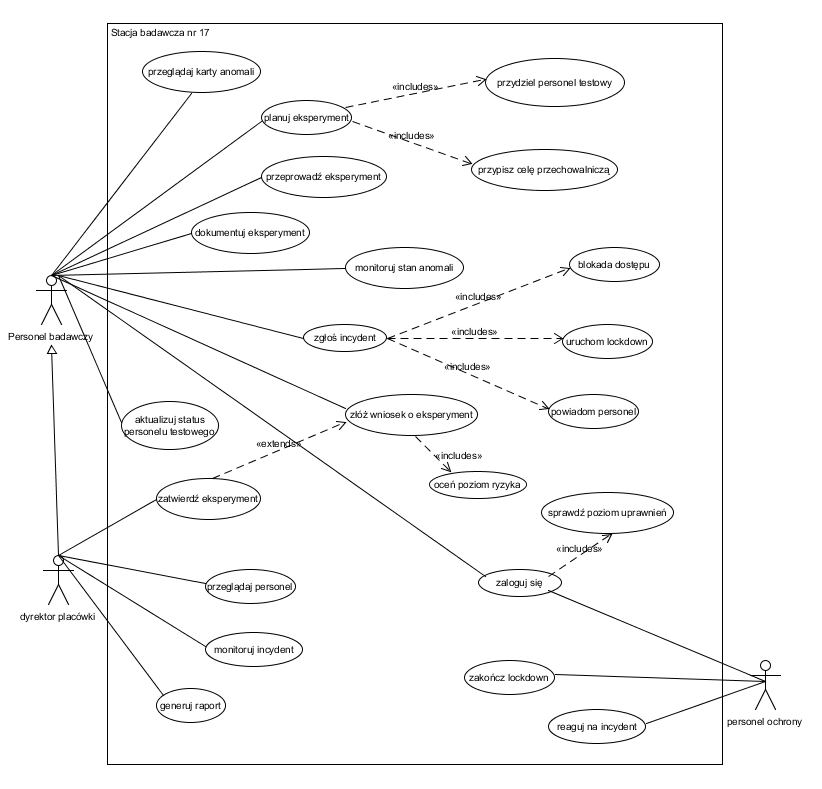 Stacja badawcza nr 17
przeglądaj karty anomali
przydziel personel testowy
«includes»
planuj eksperyment
«includes»
przypisz celę przechowalniczą
przeprowadź eksperyment
dokumentuj eksperyment
monitoruj stan anomali
blokada dostępu
«includes»
Personel badawczy
zgłoś incydent
«includes»
uruchom lockdown
«includes»
powiadom personel
złóż wniosek o eksperyment
aktualizuj status
personelu testowego
«extends»
«includes»
oceń poziom ryzyka
zatwierdź eksperyment
sprawdź poziom uprawnień
«includes»
zaloguj się
przeglądaj personel
dyrektor placówki
monitoruj incydent
zakończ lockdown
generuj raport
reaguj na incydent
personel ochrony